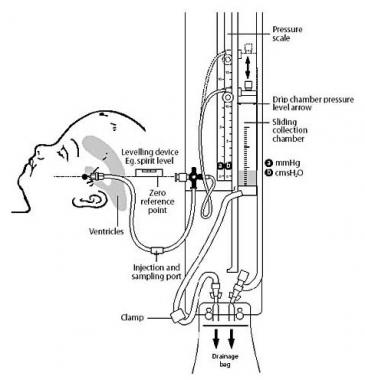 Pressure
scale
Drip chamber pressure
level arrow
Sliding
collection
chamber
Levelling device
Eg. spirit level
a b
a mmHg
b cmsH2O
Zero
reference
point
Ventricles
Injection and
sampling port
Clamp
Drainage
bag